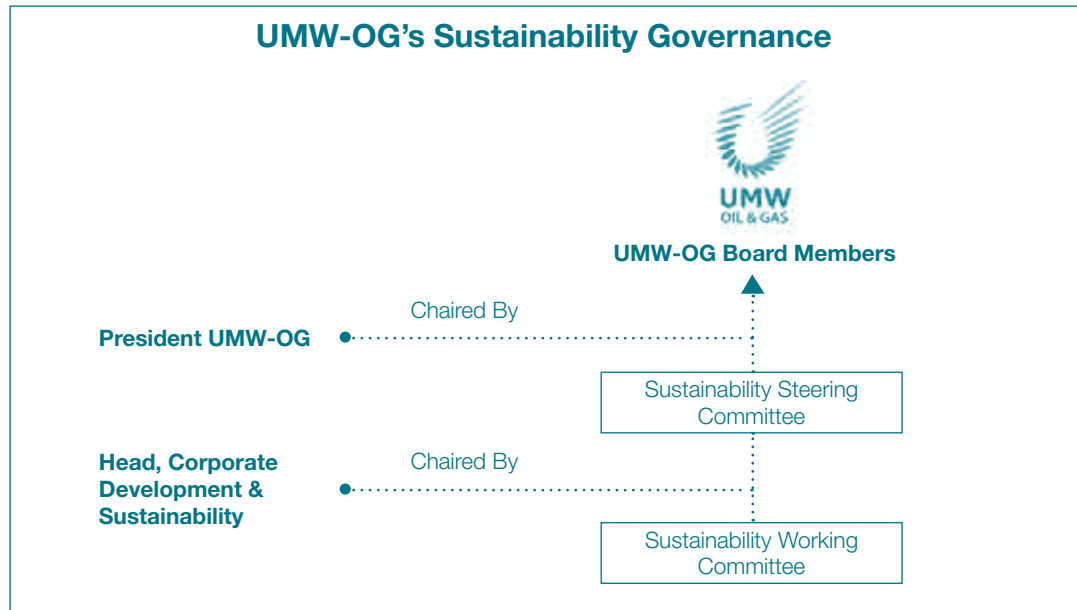 UMW-OG's Sustainability Governance
UMW
OIL & GAS
UMW-OG Board Members
Chaired By
President UMW-OG
Sustainability Steering
Committee
Chaired By
Head, Corporate
Development &
Sustainability
Sustainability Working
Committee